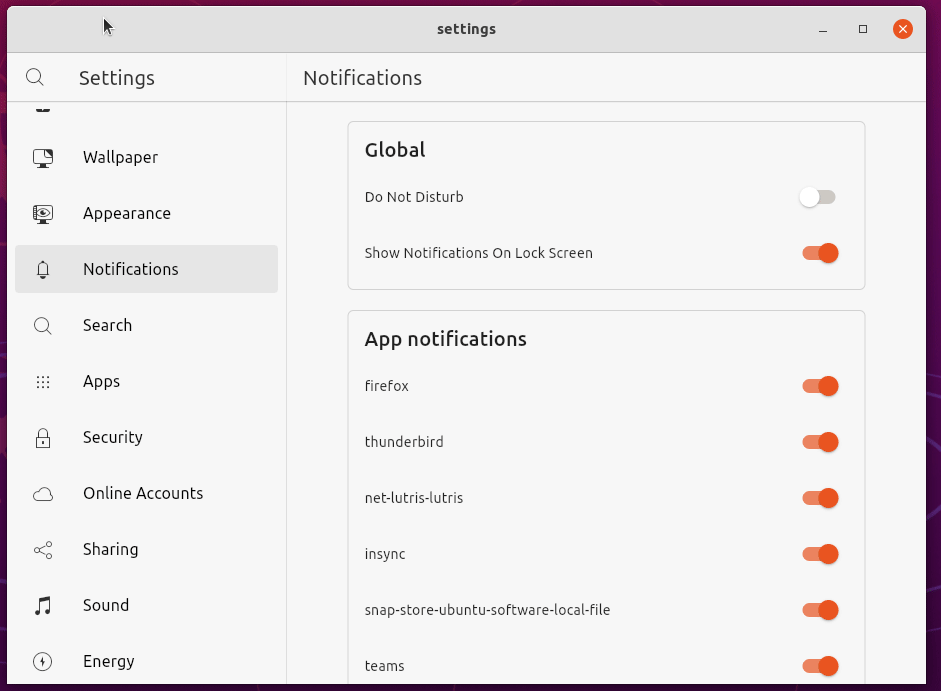 settings
Settings
Notifications
Wallpaper
Appearance
Notifications
Search
Apps
Security
Online Accounts
Sharing
Sound
Energy
Global
Do Not Disturb
Show Notifications On Lock Screen
App notifications
firefox
thunderbird
net-lutris-lutris
insync
snap-store-ubuntu-software-local-file
teams